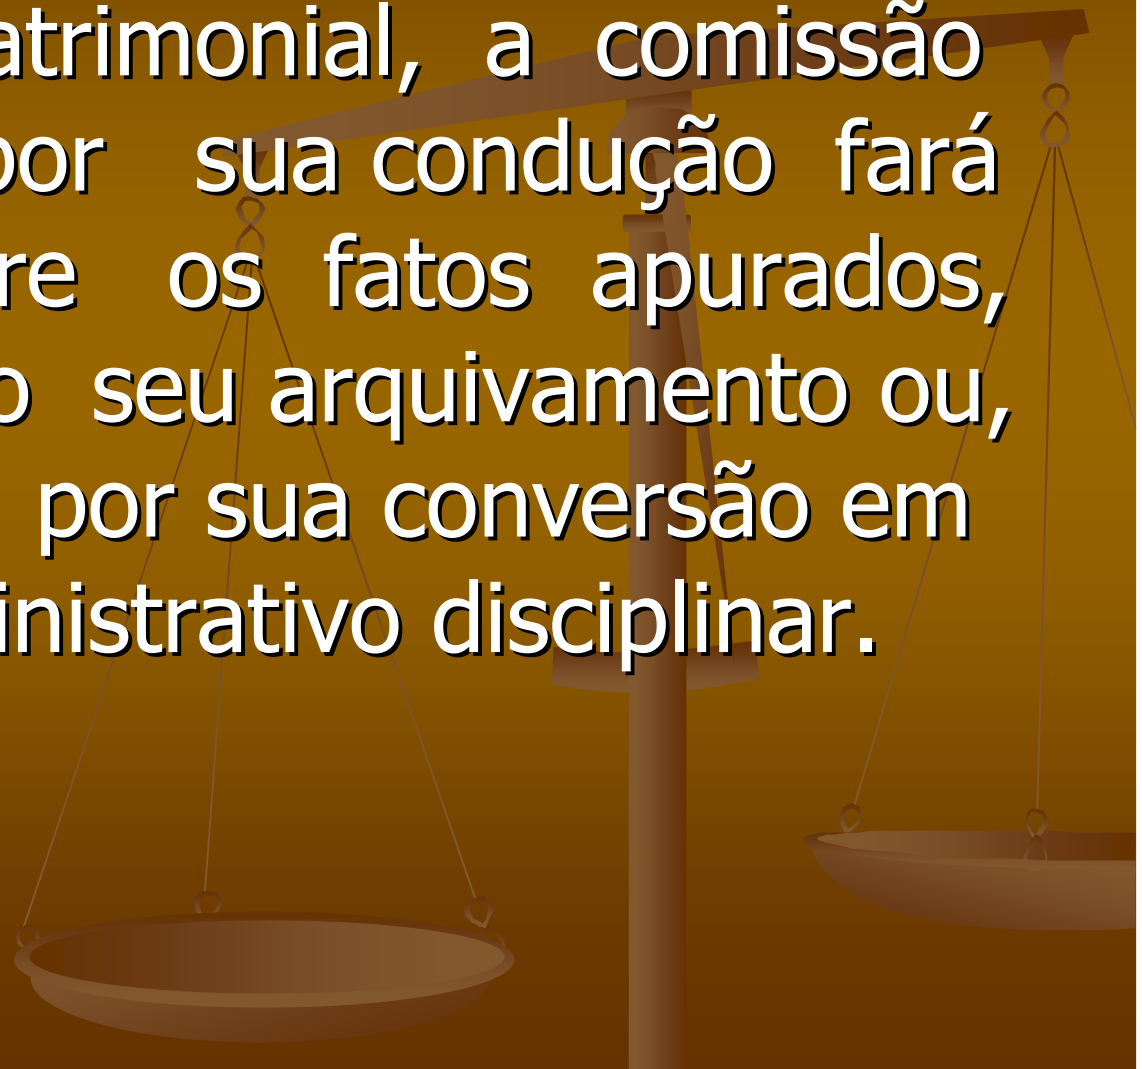 atrimonial, a comissão
por sua condução fará
re os fatos apurados,
o seu arquivamento ou,
por sua conversão em
inistrativo disciplinar.